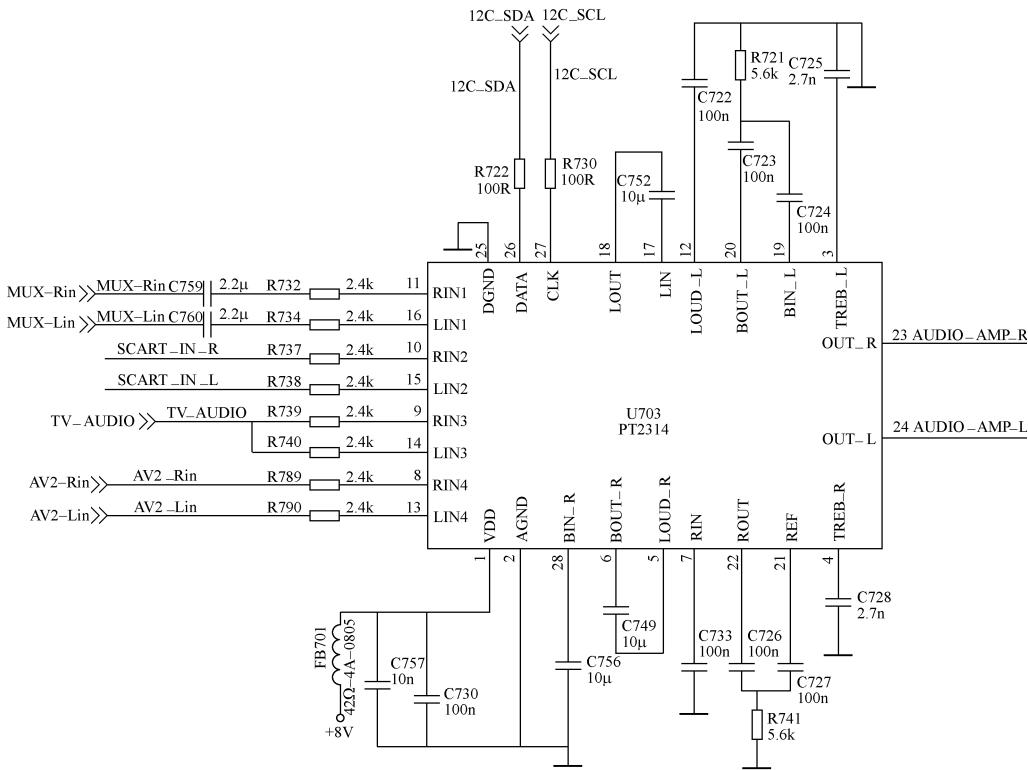 12C_SDA 12C_SCL
12C_SCL
12C_SDA
R721
5.6k
C725
2.7n
C722
100n
R722
100R
R730
100R
C752
10μ
C723
100n
C724
100n
25
26
27
18
17
12
20
19
3
DGND
DATA
CLK
LOUT
LIN
LOUD_L
BOUT_L
BIN_L
TREB_L
MUX-Rin MUX-Rin C759 2.2μ R732 2.4k 11 RIN1
MUX-Lin MUX-Lin C760 2.2μ R734 2.4k 16 LIN1
SCART_IN_R R737 2.4k 10 RIN2
SCART_IN_L R738 2.4k 15 LIN2
TV_AUDIO TV_AUDIO R739 2.4k 9 RIN3
R740 2.4k 14 LIN3
AV2-Rin AV2_Rin R789 2.4k 8 RIN4
AV2-Lin AV2_Lin R790 2.4k 13 LIN4
OUT_R 23 AUDIO_AMP_R
OUT_L 24 AUDIO_AMP_L
U703
PT2314
VDD
AGND
BIN_R
BOUT_R
LOUD_R
RIN
ROUT
REF
TREB_R
1
2
28
6
5
7
22
21
4
FB701
42Ω-4A-0805
+8V
C757
10n
C730
100n
C756
10μ
C749
10μ
C733
100n
C726
100n
C727
100n
C728
2.7n
R741
5.6k